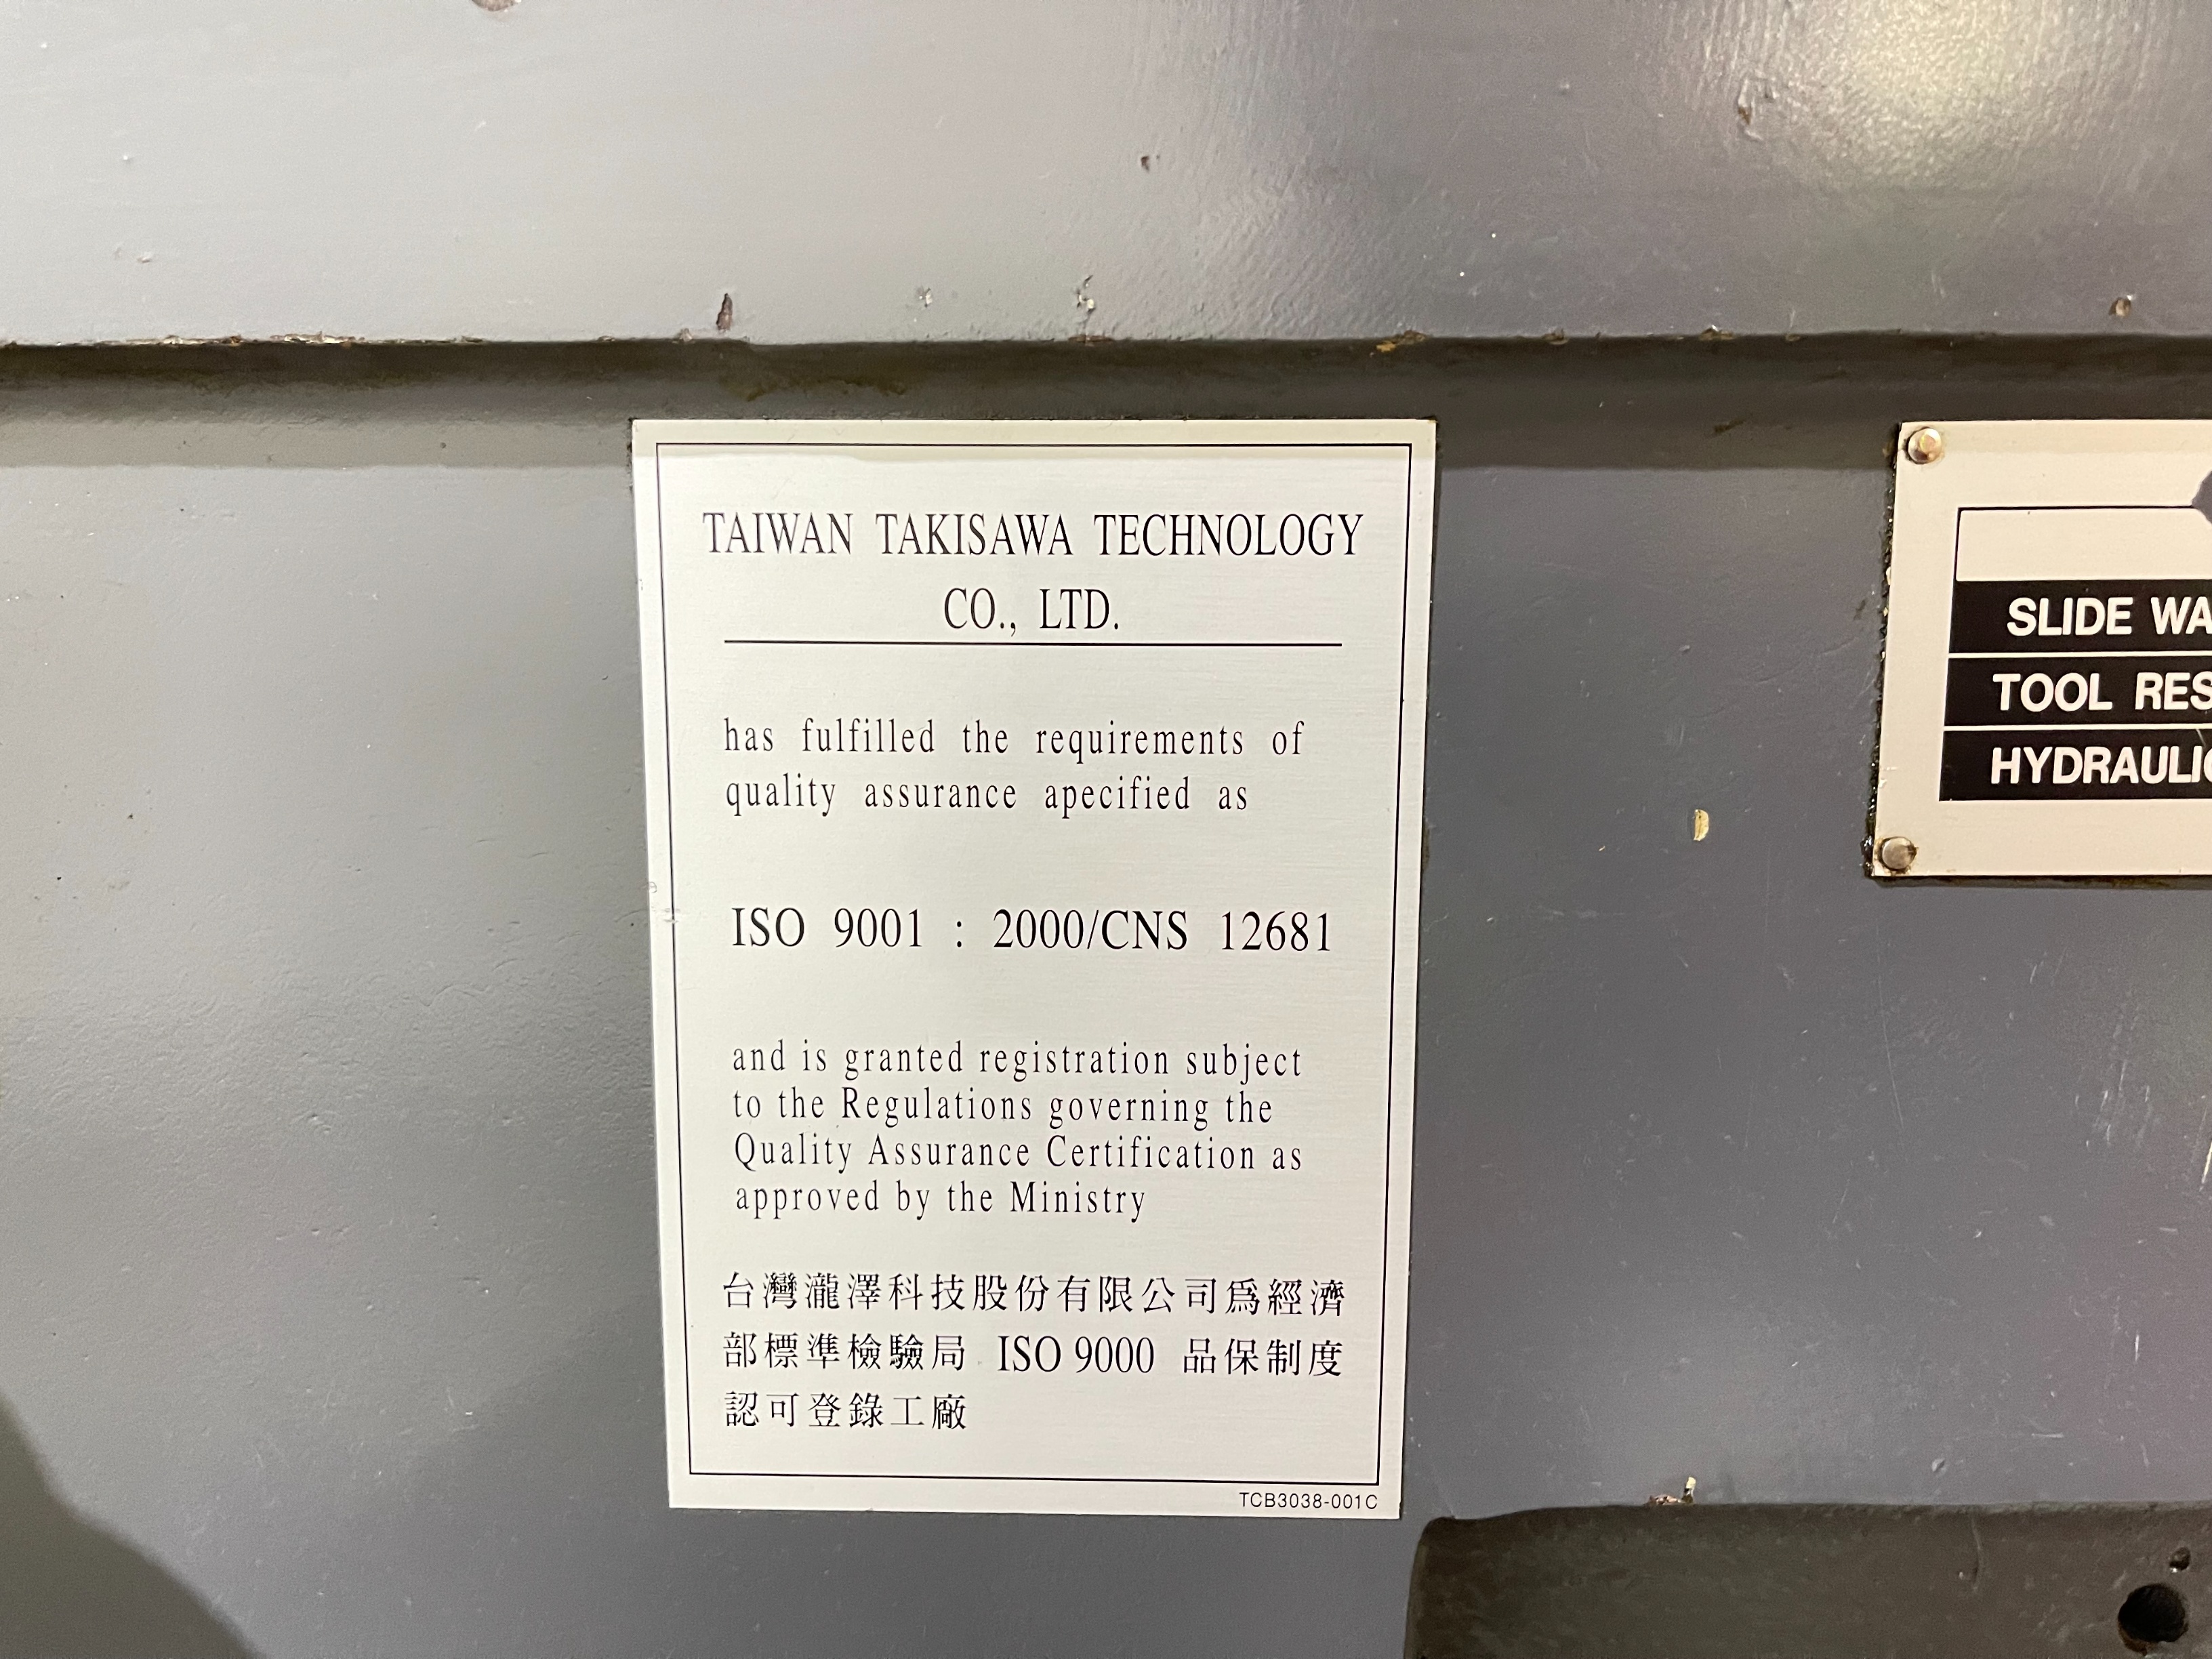 TAIWAN TAKISAWA TECHNOLOGY
CO., LTD.
has fulfilled the requirements of
quality assurance apecified as
ISO 9001 : 2000/CNS 12681
and is granted registration subject
to the Regulations governing the
Quality Assurance Certification as
approved by the Ministry
台灣瀧澤科技股份有限公司爲經濟
部標準檢驗局 ISO 9000 品保制度
認可登錄工廠
TCB3038-001C
SLIDE
TOOL